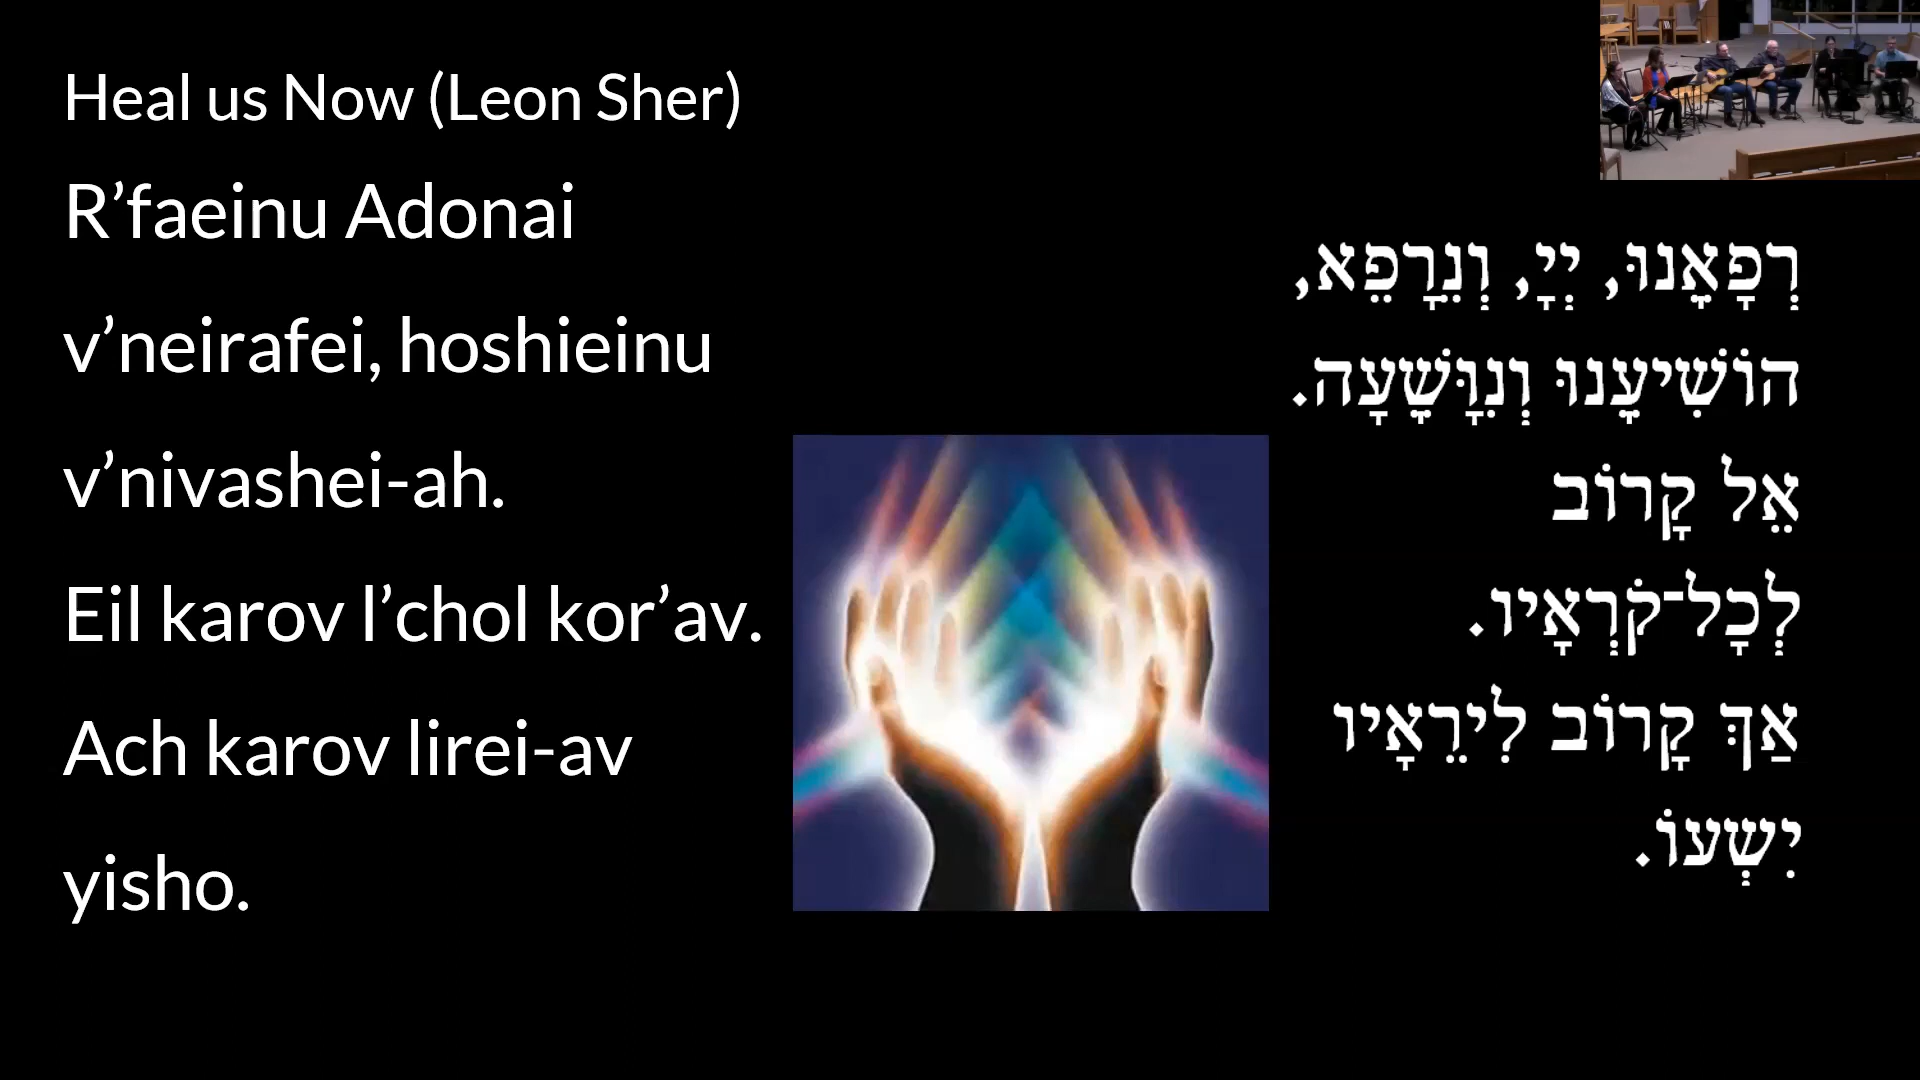 Heal us Now (Leon Sher)
R’faeinu Adonai
v’neirafei, hoshieinu
v’nivashei-ah.
Eil karov l’chol kor’av.
Ach karov lirei-av
yisho.
רְפָאֵֽנוּ, יְיָ, וְנֵרָפֵא,
הוֹשִׁיעֵֽנוּ וְנִוָּשֵֽׁעָה.
אֵל קָרוֹב
לְכָל־קֹרְאָיו.
אַךְ קָרוֹב לִירֵאָיו
יִשְׁעוֹ.